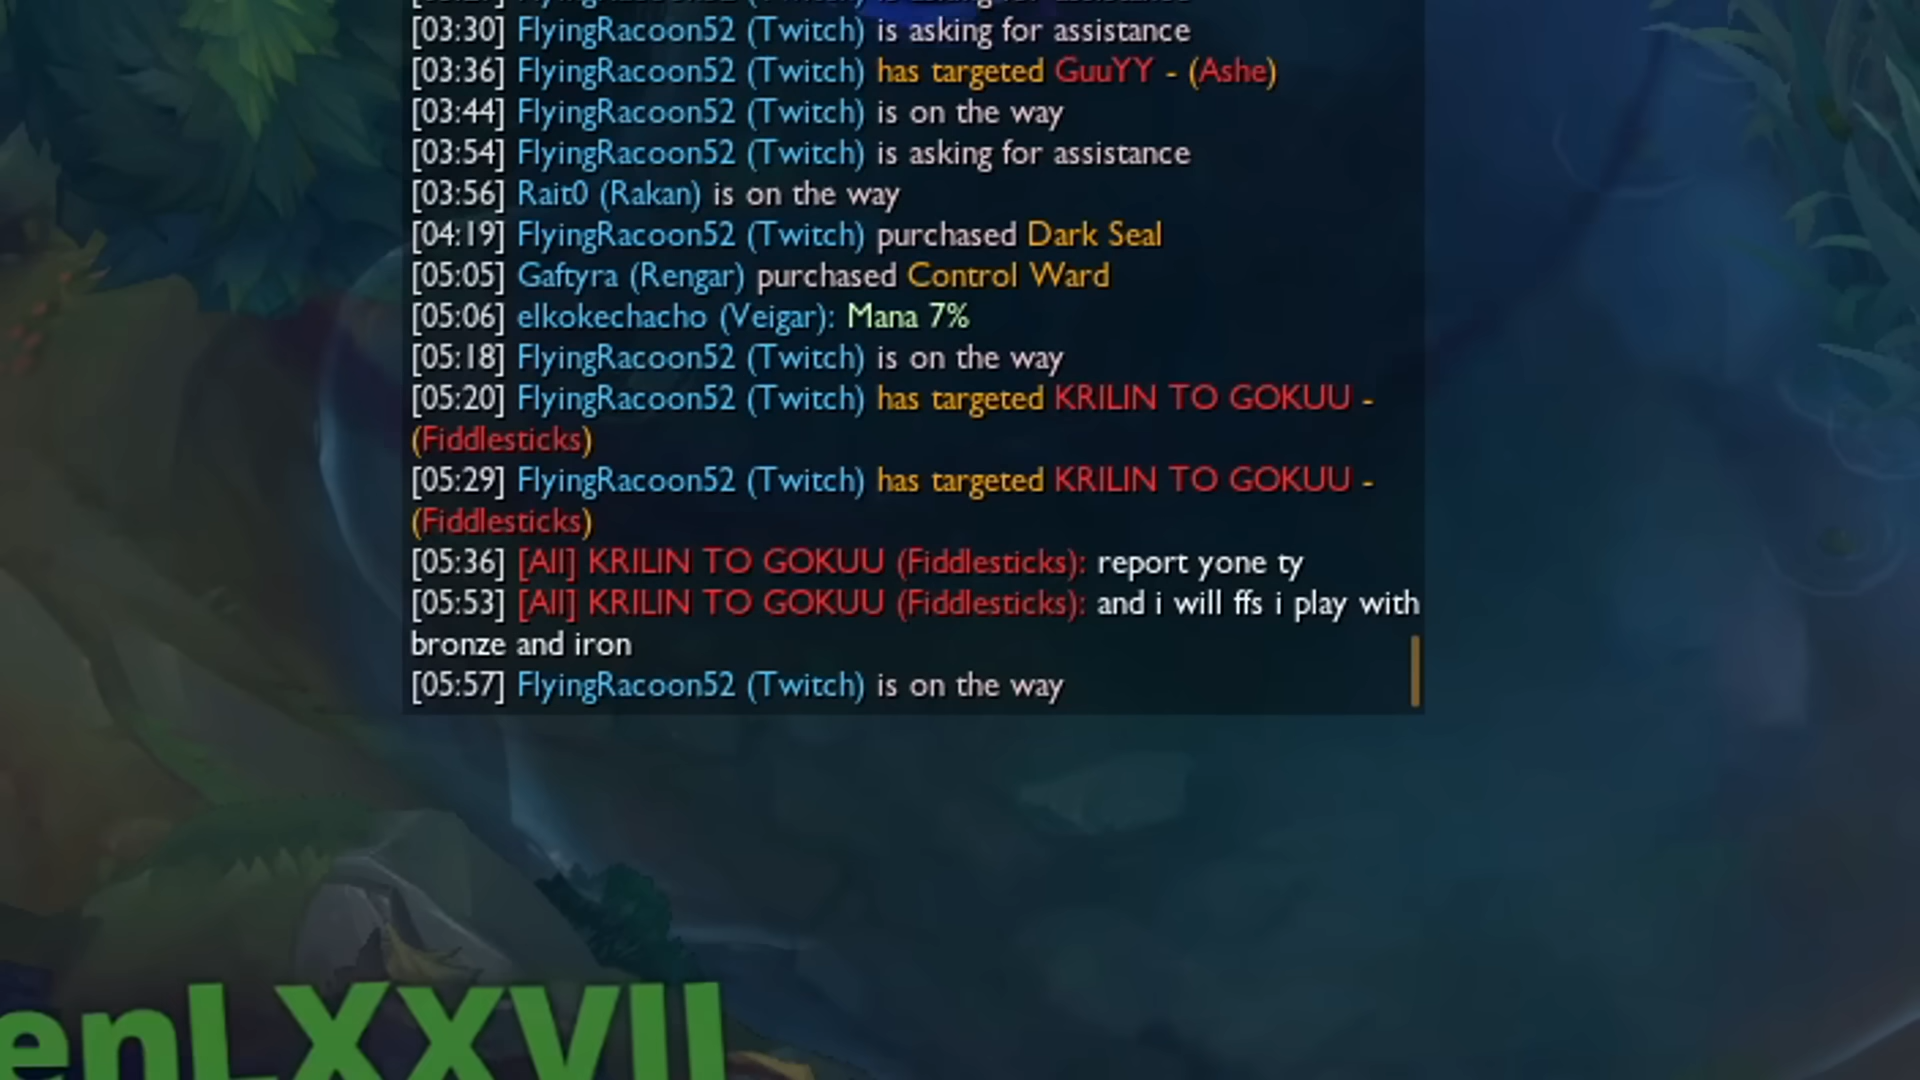 FlyingRacoon52 (Twitch) is asking for assistance
[03:30] FlyingRacoon52 (Twitch) is asking for assistance
[03:36] FlyingRacoon52 (Twitch) has targeted GuuYY - (Ashe)
[03:44] FlyingRacoon52 (Twitch) is on the way
[03:54] FlyingRacoon52 (Twitch) is asking for assistance
[03:56] Rait0 (Rakan) is on the way
[04:19] FlyingRacoon52 (Twitch) purchased Dark Seal
[05:05] Gaftyra (Rengar) purchased Control Ward
[05:06] elkokechacho (Veigar): Mana 7%
[05:18] FlyingRacoon52 (Twitch) is on the way
[05:20] FlyingRacoon52 (Twitch) has targeted KRILIN TO GOKUU -
(Fiddlesticks)
[05:29] FlyingRacoon52 (Twitch) has targeted KRILIN TO GOKUU -
(Fiddlesticks)
[05:36] [All] KRILIN TO GOKUU (Fiddlesticks): report yone ty
[05:53] [All] KRILIN TO GOKUU (Fiddlesticks): and i will ffs i play with
bronze and iron
[05:57] FlyingRacoon52 (Twitch) is on the way
enLXXVII